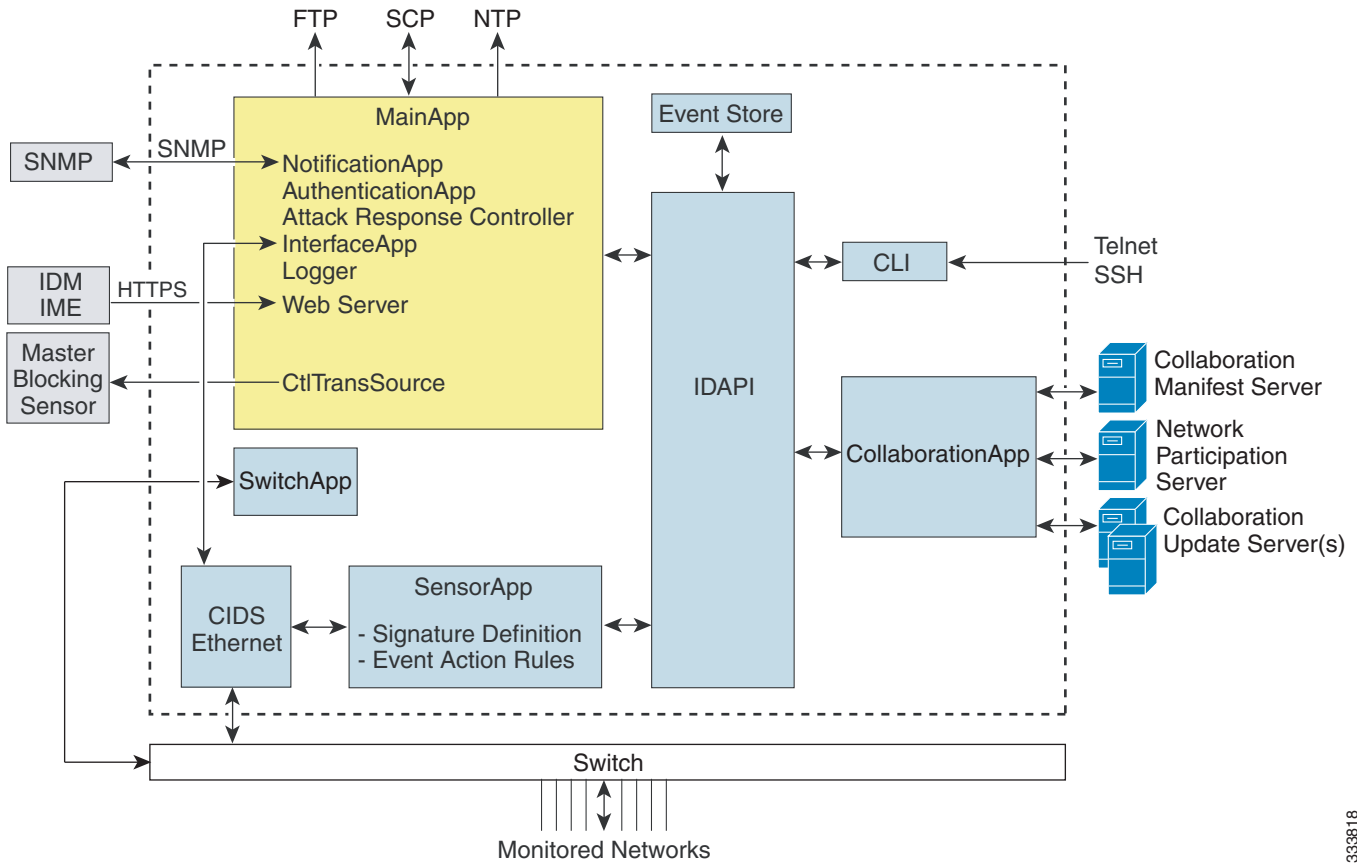 FTP SCP NTP
MainApp
NotificationApp
AuthenticationApp
Attack Response Controller
InterfaceApp
Logger
Web Server
CtlTransSource
SNMP
SNMP
IDM
IME
HTTPS
Master
Blocking
Sensor
Event Store
IDAPI
CLI
Telnet
SSH
CollaborationApp
Collaboration
Manifest Server
Network
Participation
Server
Collaboration
Update Server(s)
SwitchApp
CIDS
Ethernet
SensorApp
- Signature Definition
- Event Action Rules
Switch
Monitored Networks
333818